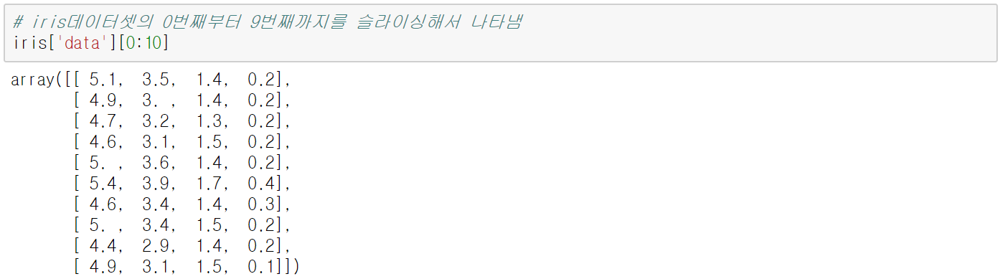 # iris데이터셋의 0번째부터 9번째까지를 슬라이싱해서 나타냄
iris['data'][0:10]
array([[ 5.1,  3.5,  1.4,  0.2],
       [ 4.9,  3. ,  1.4,  0.2],
       [ 4.7,  3.2,  1.3,  0.2],
       [ 4.6,  3.1,  1.5,  0.2],
       [ 5. ,  3.6,  1.4,  0.2],
       [ 5.4,  3.9,  1.7,  0.4],
       [ 4.6,  3.4,  1.4,  0.3],
       [ 5. ,  3.4,  1.5,  0.2],
       [ 4.4,  2.9,  1.4,  0.2],
       [ 4.9,  3.1,  1.5,  0.1]])